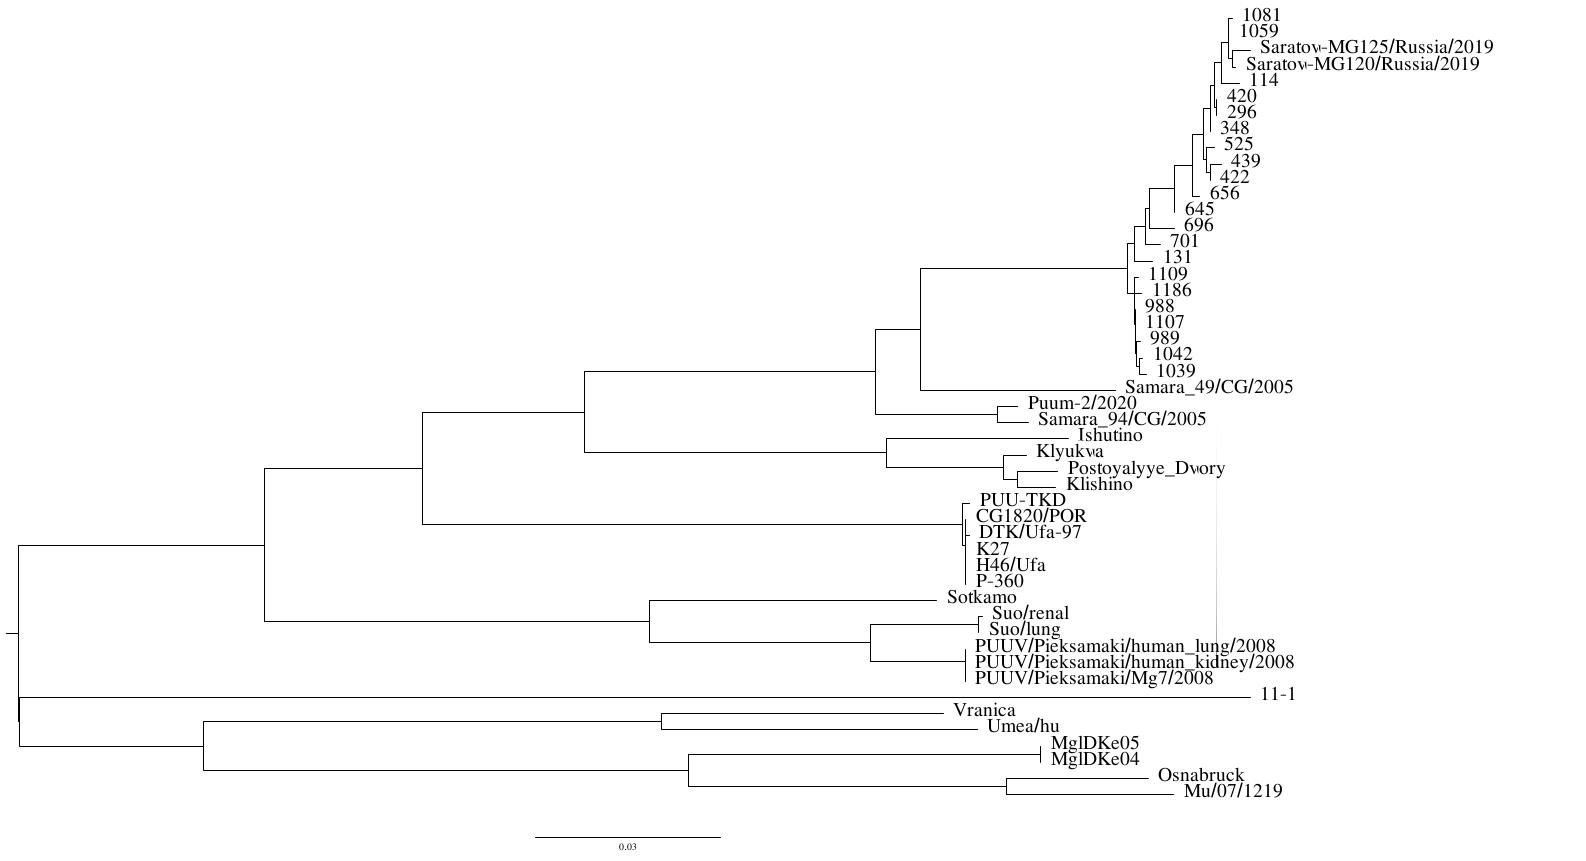 1081
1059
Saratov-MG125/Russia/2019
Saratov-MG120/Russia/2019
114
420
296
348
525
439
422
656
645
696
701
131
1109
1186
988
1107
989
1042
1039
Samara_49/CG/2005
Puum-2/2020
Samara_94/CG/2005
Ishutino
Klyukva
Postoyalyye_Dvory
Klishino
PUU-TKD
CG1820/POR
DTK/Ufa-97
K27
H46/Ufa
P-360
Sotkamo
Suo/renal
Suo/lung
PUUV/Pieksamaki/human_lung/2008
PUUV/Pieksamaki/human_kidney/2008
PUUV/Pieksamaki/Mg7/2008
11-1
Vranica
Umea/hu
MglDKe05
MglDKe04
Osnabruck
Mu/07/1219
0.03